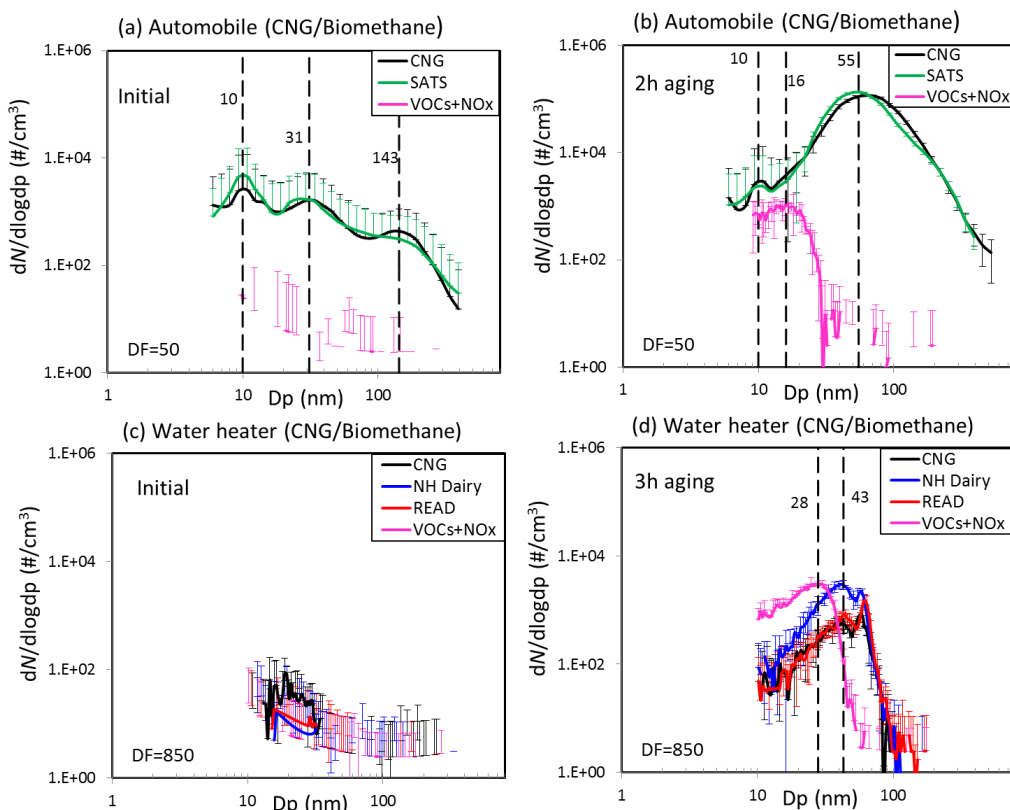 (a) Automobile (CNG/Biomethane)
1.E+06
1.E+04
1.E+02
1.E+00
dN/dlogdp (#/cm³)
Initial
10
31
143
CNG
SATS
VOCs+NOx
DF=50
1
10
100
Dp (nm)
(b) Automobile (CNG/Biomethane)
1.E+06
1.E+04
1.E+02
1.E+00
dN/dlogdp (#/cm³)
2h aging
10
16
55
CNG
SATS
VOCs+NOx
DF=50
1
10
100
Dp (nm)
(c) Water heater (CNG/Biomethane)
1.E+06
1.E+04
1.E+02
1.E+00
dN/dlogdp (#/cm³)
Initial
CNG
NH Dairy
READ
VOCs+NOx
DF=850
1
10
100
Dp (nm)
(d) Water heater (CNG/Biomethane)
1.E+06
1.E+04
1.E+02
1.E+00
dN/dlogdp (#/cm³)
3h aging
28
43
CNG
NH Dairy
READ
VOCs+NOx
DF=850
1
10
100
Dp (nm)